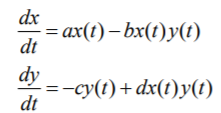 dx/dt = ax(t) − bx(t)y(t)
dy/dt = −cy(t) + dx(t)y(t)